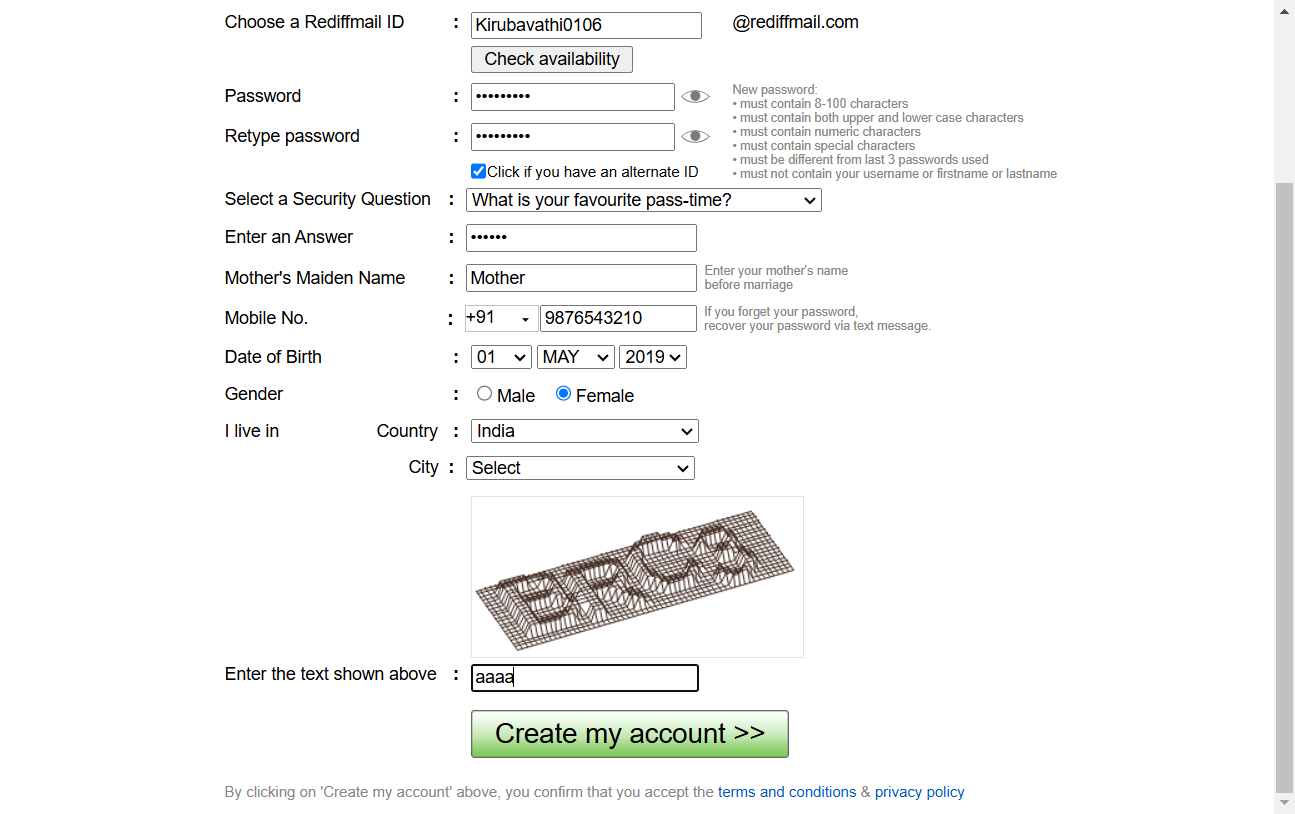 Choose a Rediffmail ID : Kirubavathi0106 @rediffmail.com
Check availability
Password : •••••••••
Retype password : •••••••••
New password:
• must contain 8-100 characters
• must contain both upper and lower case characters
• must contain numeric characters
• must contain special characters
• must be different from last 3 passwords used
• must not contain your username or firstname or lastname
Click if you have an alternate ID
Select a Security Question : What is your favourite pass-time?
Enter an Answer : ••••••
Mother's Maiden Name : Mother
Enter your mother's name
before marriage
Mobile No. : +91 9876543210
If you forget your password,
recover your password via text message.
Date of Birth : 01 MAY 2019
Gender : Male Female
I live in Country : India
City : Select
BRC3
Enter the text shown above : aaaa
Create my account >>
By clicking on 'Create my account' above, you confirm that you accept the terms and conditions & privacy policy